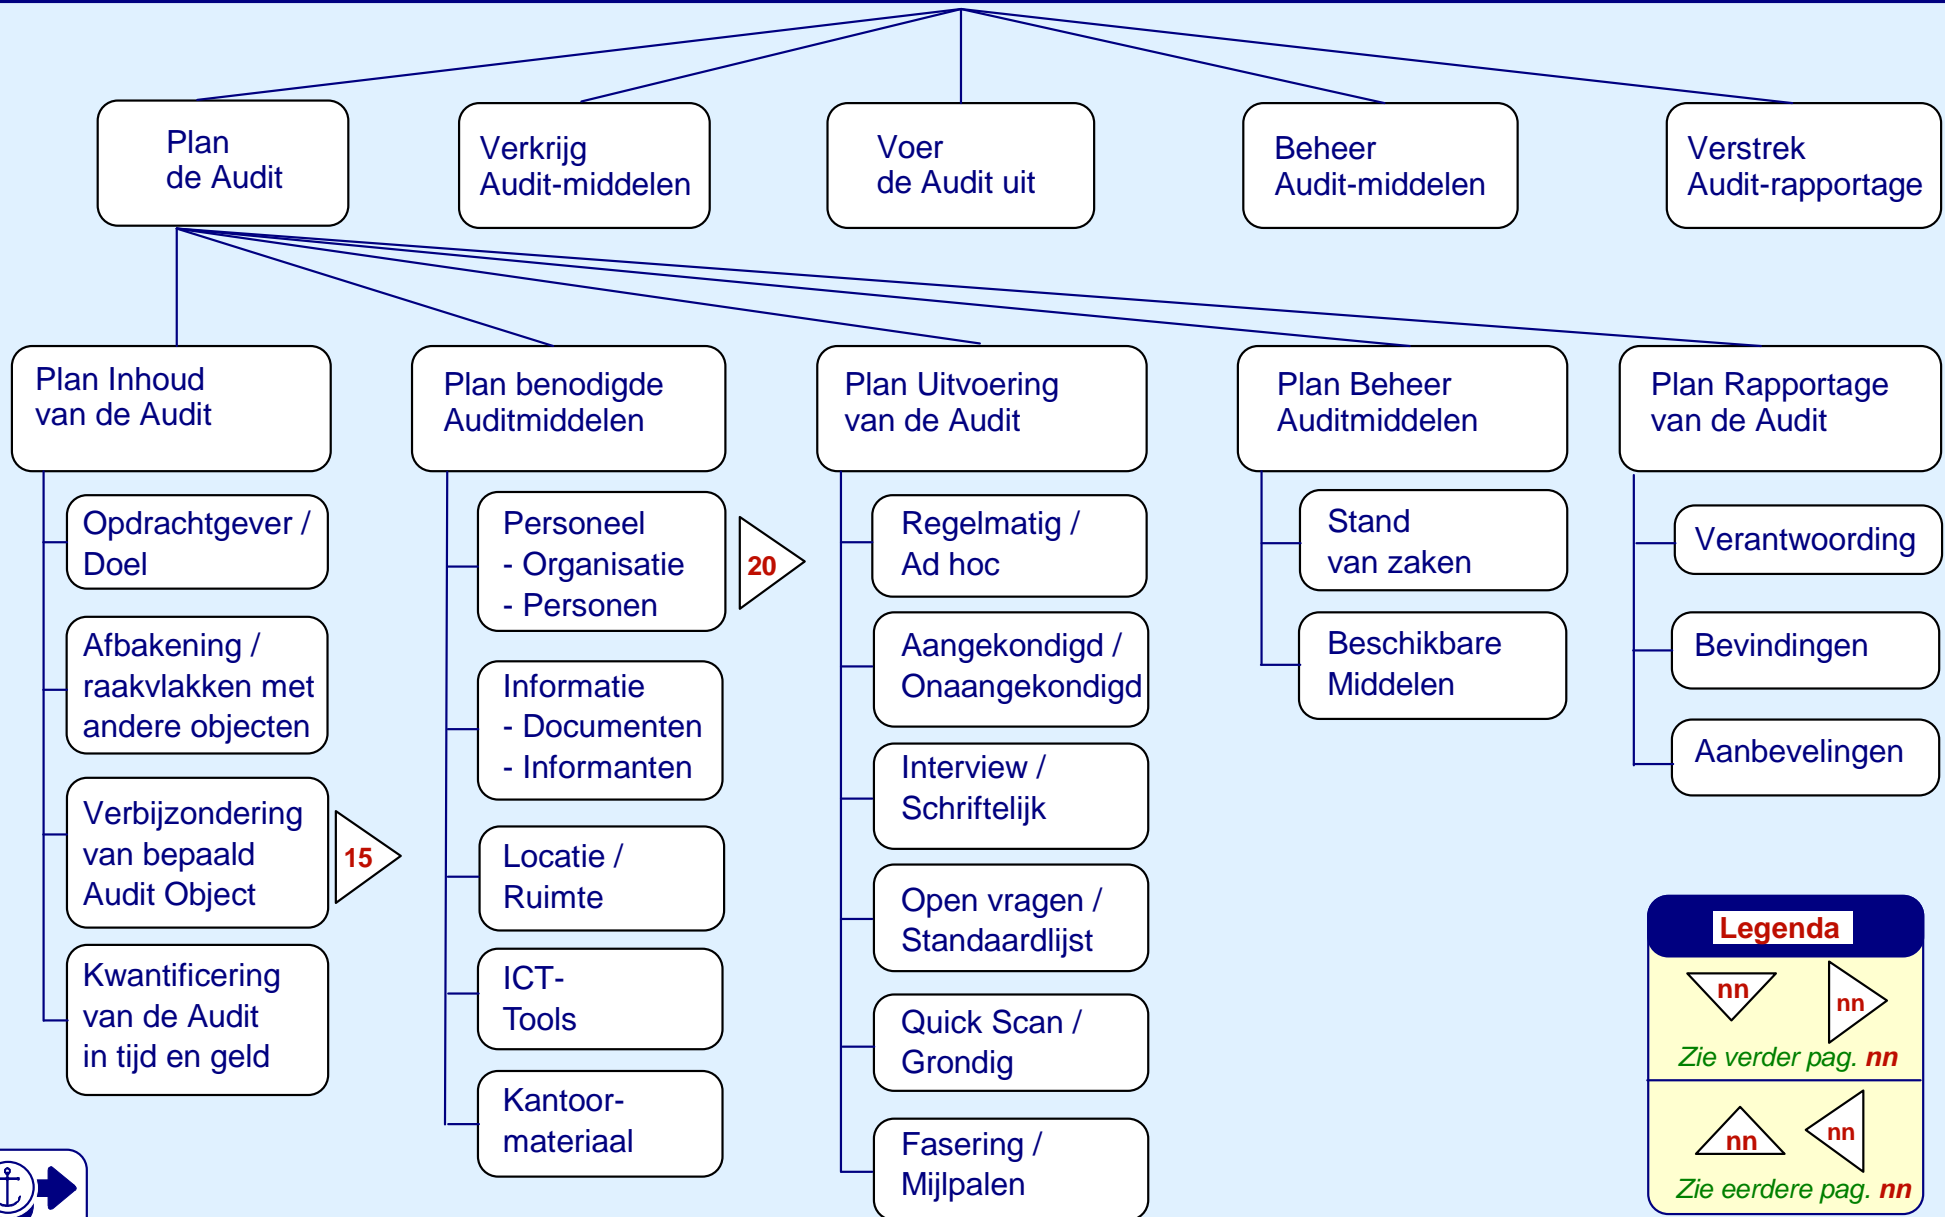 Plan
de Audit
Verkrijg
Audit-middelen
Voer
de Audit uit
Beheer
Audit-middelen
Verstrek
Audit-rapportage
Plan Inhoud
van de Audit
Plan benodigde
Auditmiddelen
Plan Uitvoering
van de Audit
Plan Beheer
Auditmiddelen
Plan Rapportage
van de Audit
Opdrachtgever /
Doel
Afbakening /
raakvlakken met
andere objecten
Verbijzondering
van bepaald
Audit Object
15
Kwantificering
van de Audit
in tijd en geld
Personeel
- Organisatie
- Personen
20
Informatie
- Documenten
- Informanten
Locatie /
Ruimte
ICT-
Tools
Kantoor-
materiaal
Regelmatig /
Ad hoc
Aangekondigd /
Onaangekondigd
Interview /
Schriftelijk
Open vragen /
Standaardlijst
Quick Scan /
Grondig
Fasering /
Mijlpalen
Stand
van zaken
Beschikbare
Middelen
Verantwoording
Bevindingen
Aanbevelingen
Legenda
nn nn
Zie verder pag. nn
nn nn
Zie eerdere pag. nn